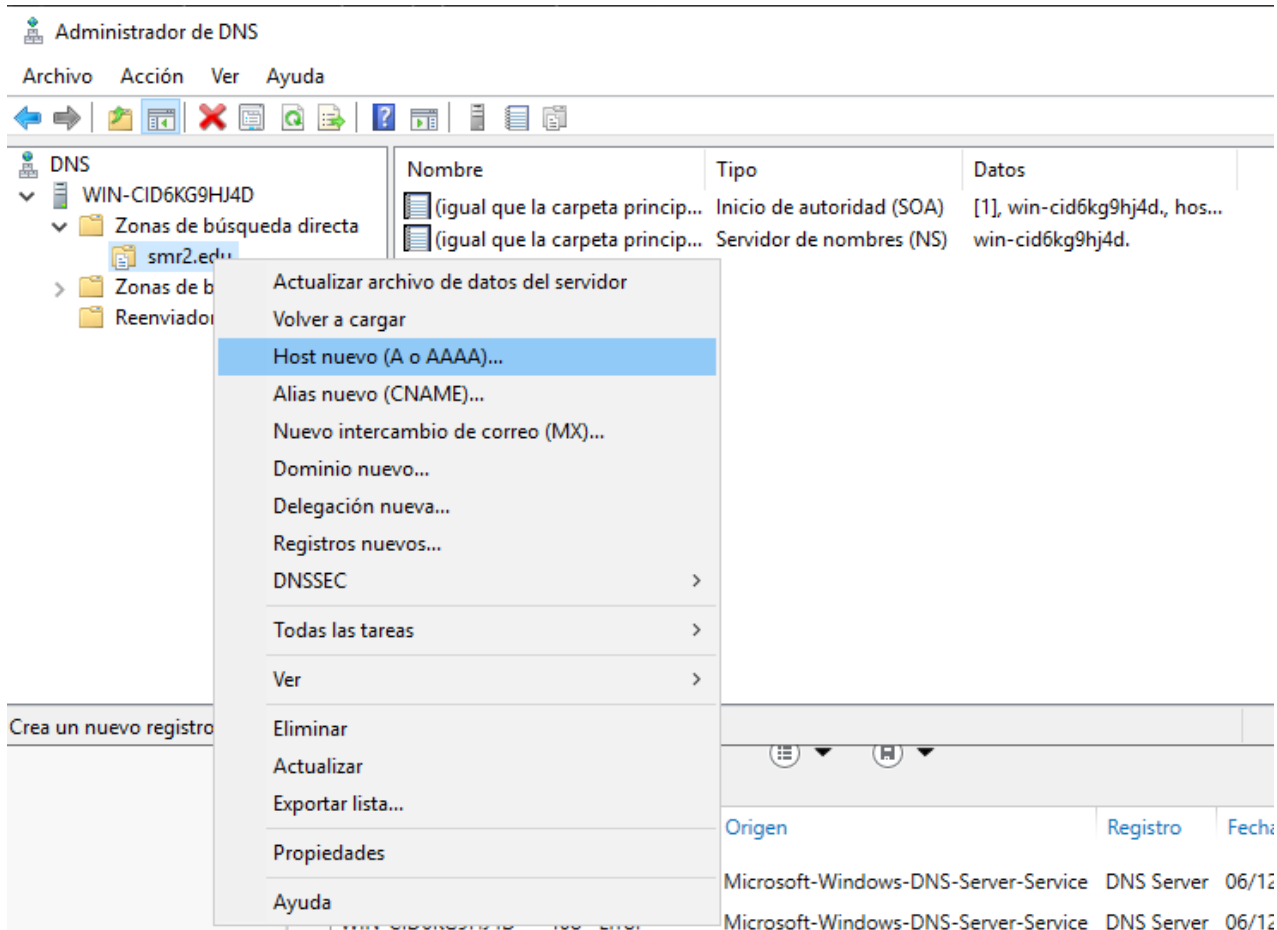 Administrador de DNS
Archivo Acción Ver Ayuda
DNS
WIN-CID6KG9HJ4D
Zonas de búsqueda directa
smr2.edu
Zonas de b
Reenviador
Nombre Tipo Datos
(igual que la carpeta princip... Inicio de autoridad (SOA) [1], win-cid6kg9hj4d., hos...
(igual que la carpeta princip... Servidor de nombres (NS) win-cid6kg9hj4d.
Actualizar archivo de datos del servidor
Volver a cargar
Host nuevo (A o AAAA)...
Alias nuevo (CNAME)...
Nuevo intercambio de correo (MX)...
Dominio nuevo...
Delegación nueva...
Registros nuevos...
DNSSEC
Todas las tareas
Ver
Eliminar
Actualizar
Exportar lista...
Propiedades
Ayuda
Crea un nuevo registro
Origen Registro Fecha
Microsoft-Windows-DNS-Server-Service DNS Server 06/12
Microsoft-Windows-DNS-Server-Service DNS Server 06/12